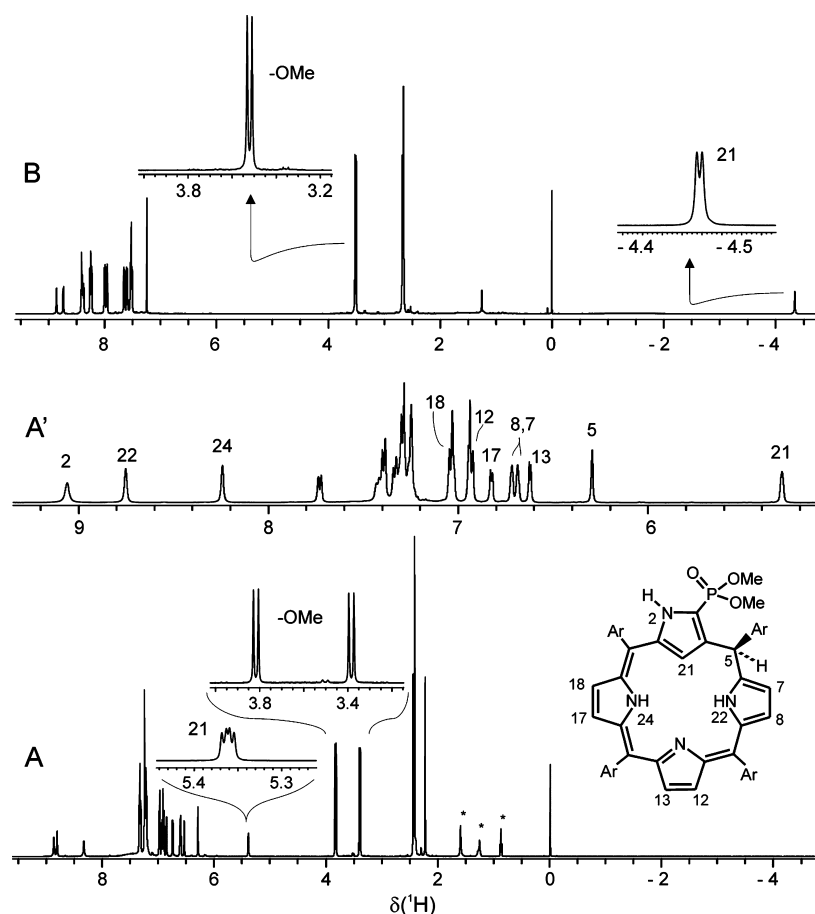 -OMe
B
3.8 3.2
21
- 4.4 - 4.5
8 6 4 2 0 - 2 - 4
A’
2 22 24 18 12 17 8,7 13 5 21
9 8 7 6
-OMe
3.8 3.4
21
5.4 5.3
A
* * *
8 6 4 2 0 - 2 - 4
δ(¹H)
O
P OMe
OMe
H
N
2
Ar Ar
5
H
21
18 7
NH HN
17 24 22 8
N
Ar Ar
13 12